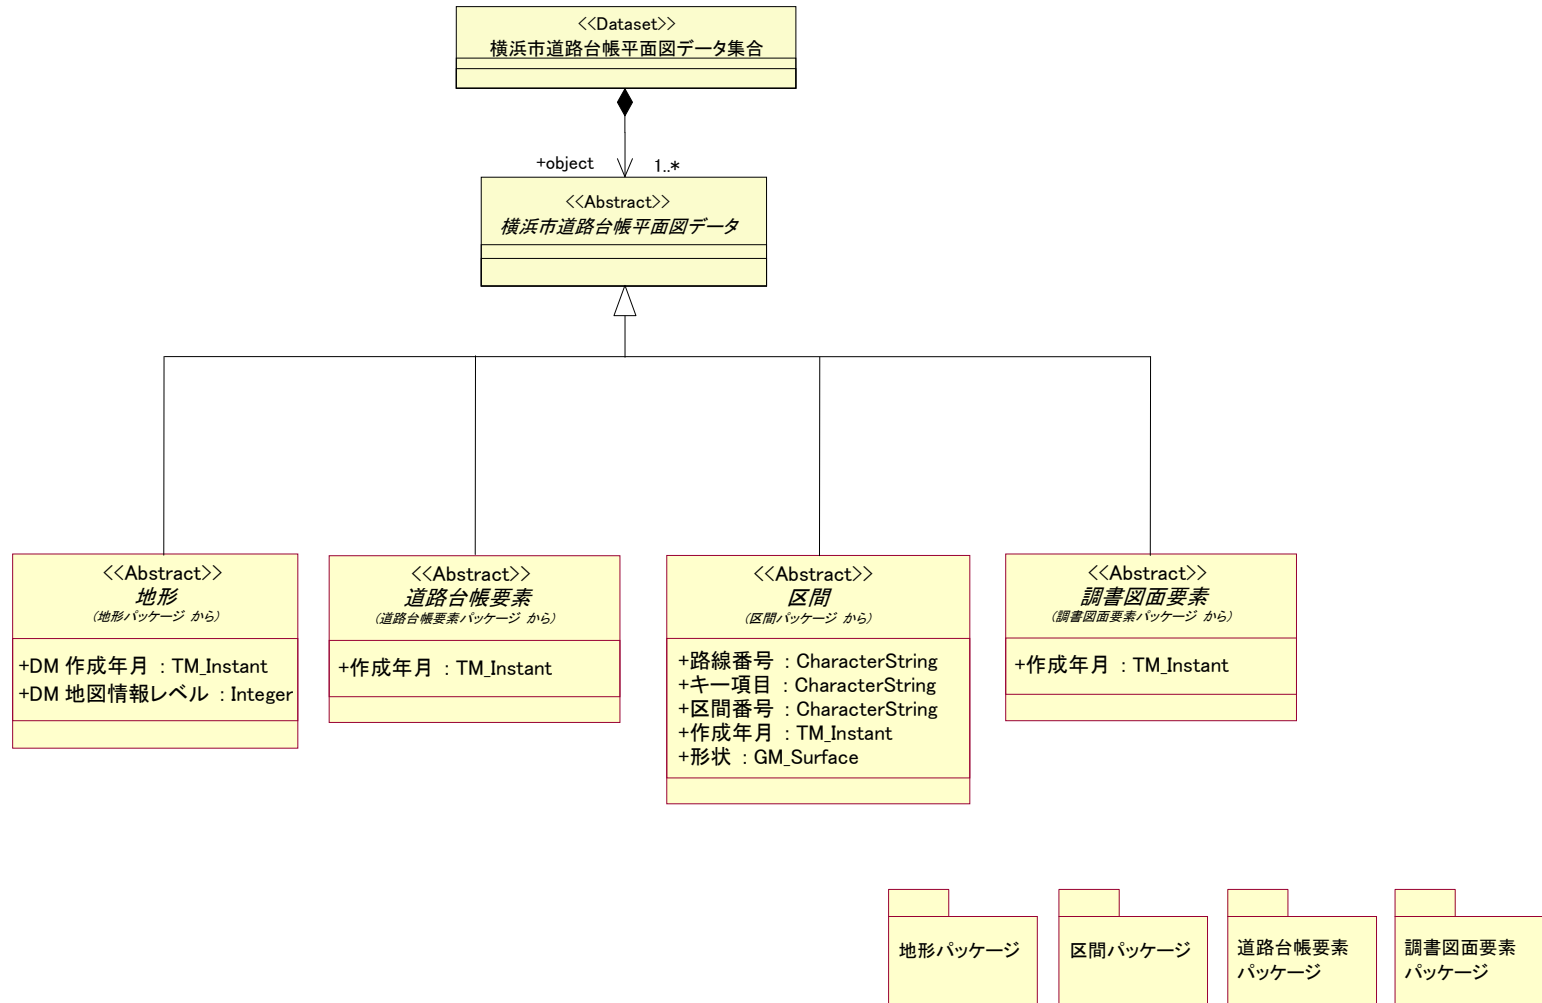 <<Dataset>>
横浜市道路台帳平面図データ集合
+object 1..*
<<Abstract>>
横浜市道路台帳平面図データ
<<Abstract>>
地形
(地形パッケージ から)
+DM 作成年月 : TM_Instant
+DM 地図情報レベル : Integer
<<Abstract>>
道路台帳要素
(道路台帳要素パッケージ から)
+作成年月 : TM_Instant
<<Abstract>>
区間
(区間パッケージ から)
+路線番号 : CharacterString
+キー項目 : CharacterString
+区間番号 : CharacterString
+作成年月 : TM_Instant
+形状 : GM_Surface
<<Abstract>>
調書図面要素
(調書図面要素パッケージ から)
+作成年月 : TM_Instant
地形パッケージ
区間パッケージ
道路台帳要素
パッケージ
調書図面要素
パッケージ